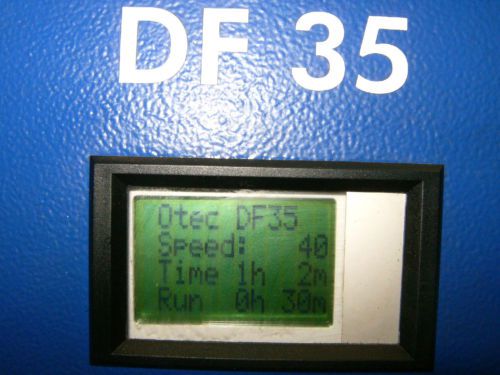 DF 35
Otec DF35
Speed: 40
Time 1h 2m
Run 0h 30m